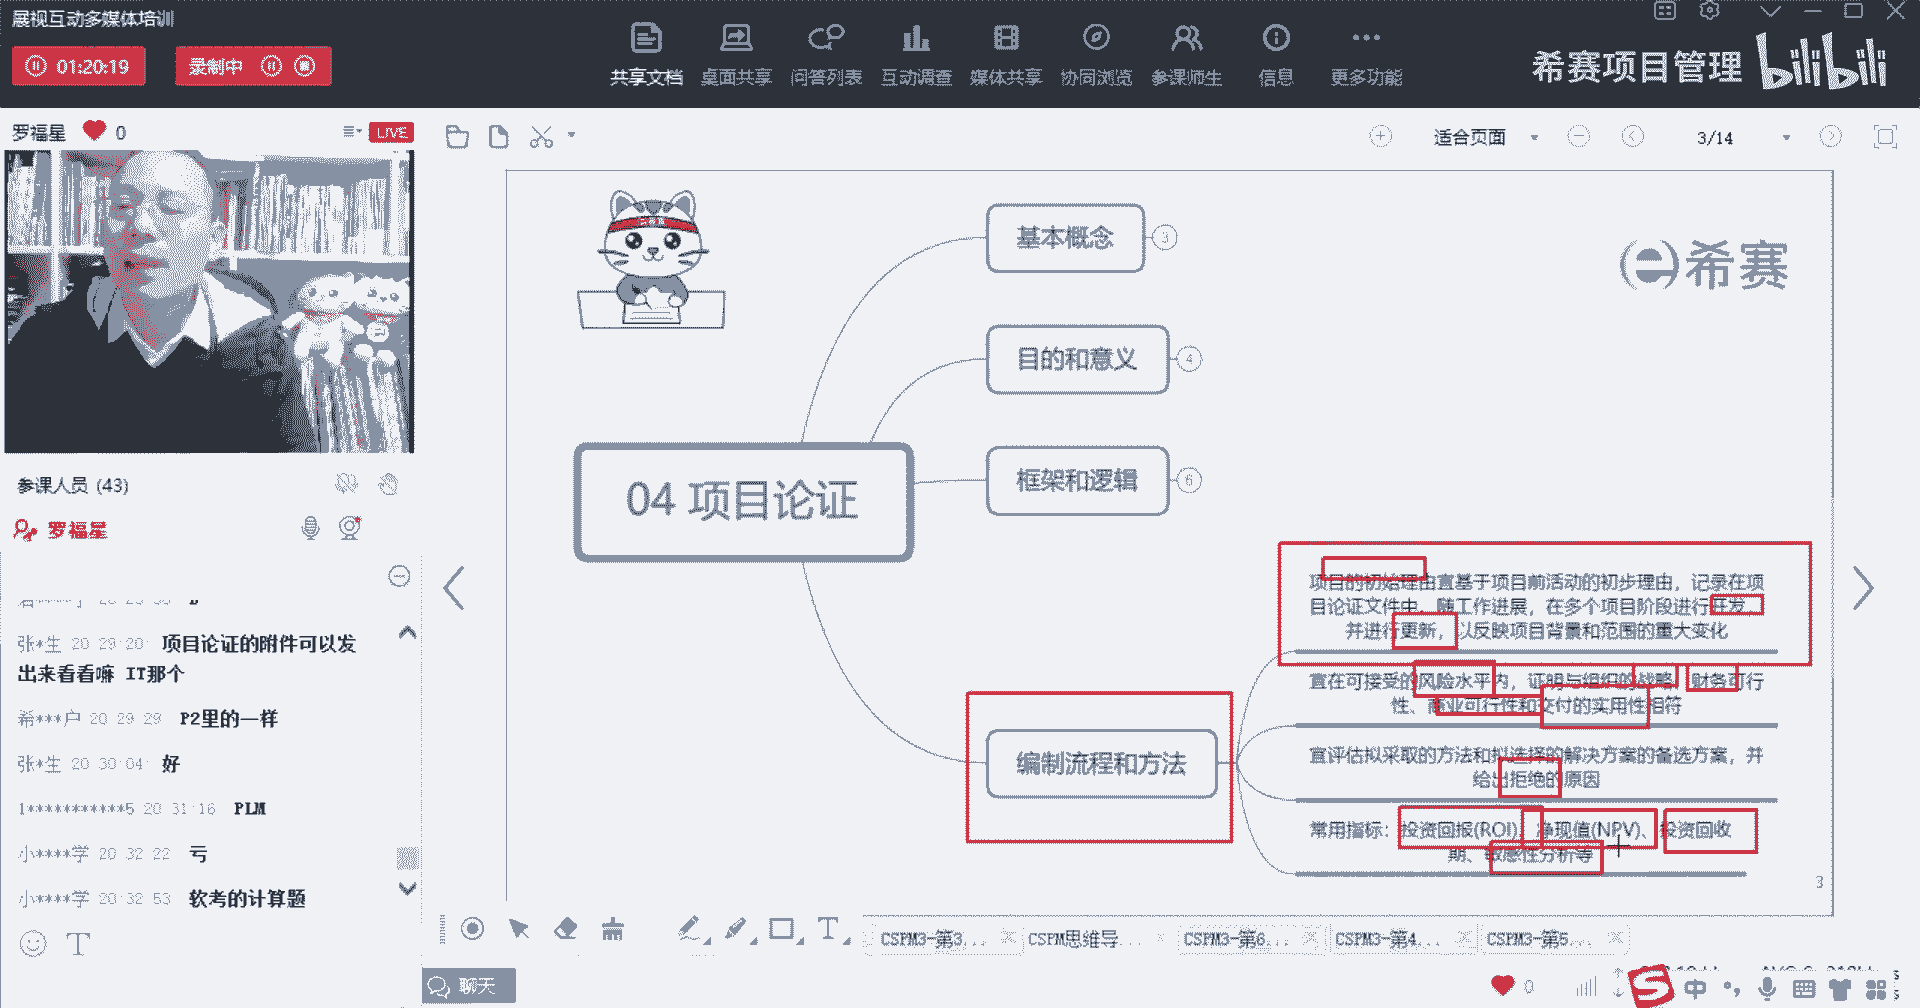 展视互动多媒体培训
01:20:19
录制中
共享文档
桌面共享
问答列表
互动调查
媒体共享
协同浏览
参课师生
信息
更多功能
希赛项目管理
bilibili
罗福星 0
LIVE
适合页面
3/14
参课人员 (43)
罗福星
张*生 20:29:20 项目论证的附件可以发
出来看看嘛 IT那个
希***户 20:29:29 P2里的一样
张*生 20:30:04 好
1***********5 20:31:16 PLM
小****学 20:32:22 亏
小****学 20:32:53 软考的计算题
希赛
04 项目论证
基本概念 3
目的和意义 4
框架和逻辑 6
编制流程和方法
项目的初始理由宜基于项目前活动的初步理由，记录在项
目论证文件中。随工作进展，在多个项目阶段进行开发，
并进行更新，以反映项目背景和范围的重大变化
宜在可接受的风险水平内，证明与组织的战略、财务可行
性、商业可行性和交付的实用性相符
宜评估拟采取的方法和拟选择的解决方案的备选方案，并
给出拒绝的原因
常用指标：投资回报(ROI)、净现值(NPV)、投资回收
期、敏感性分析等
3
CSPM3-第3...
CSPM思维导...
CSPM3-第6...
CSPM3-第4...
CSPM3-第5...
聊天
0
中